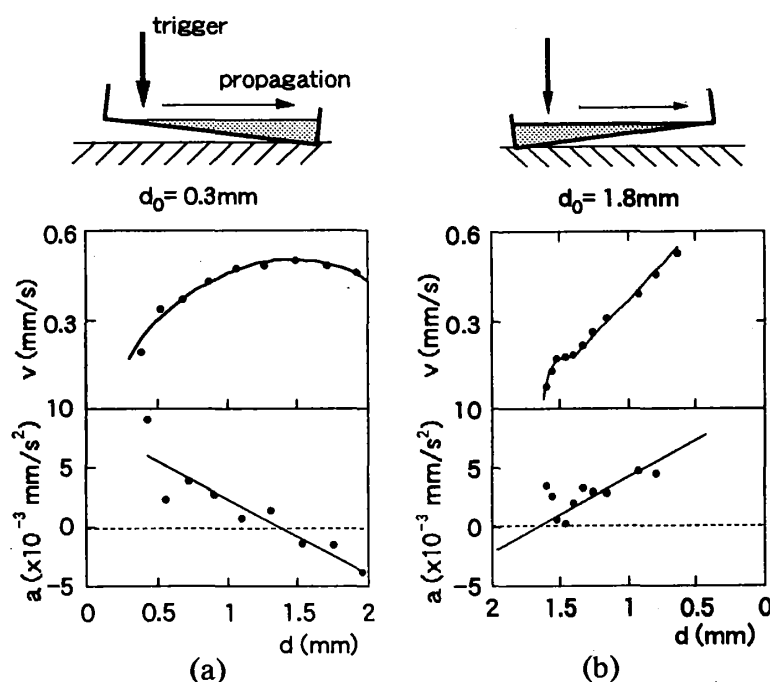 trigger
propagation
d₀= 0.3mm
d₀= 1.8mm
0.6
0.3
v (mm/s)
10
5
0
-5
a (x10⁻³ mm/s²)
0 0.5 1 1.5 2
d (mm)
(a)
0.6
0.3
v (mm/s)
10
5
0
-5
a (x10⁻³ mm/s²)
2 1.5 1 0.5 0
d (mm)
(b)